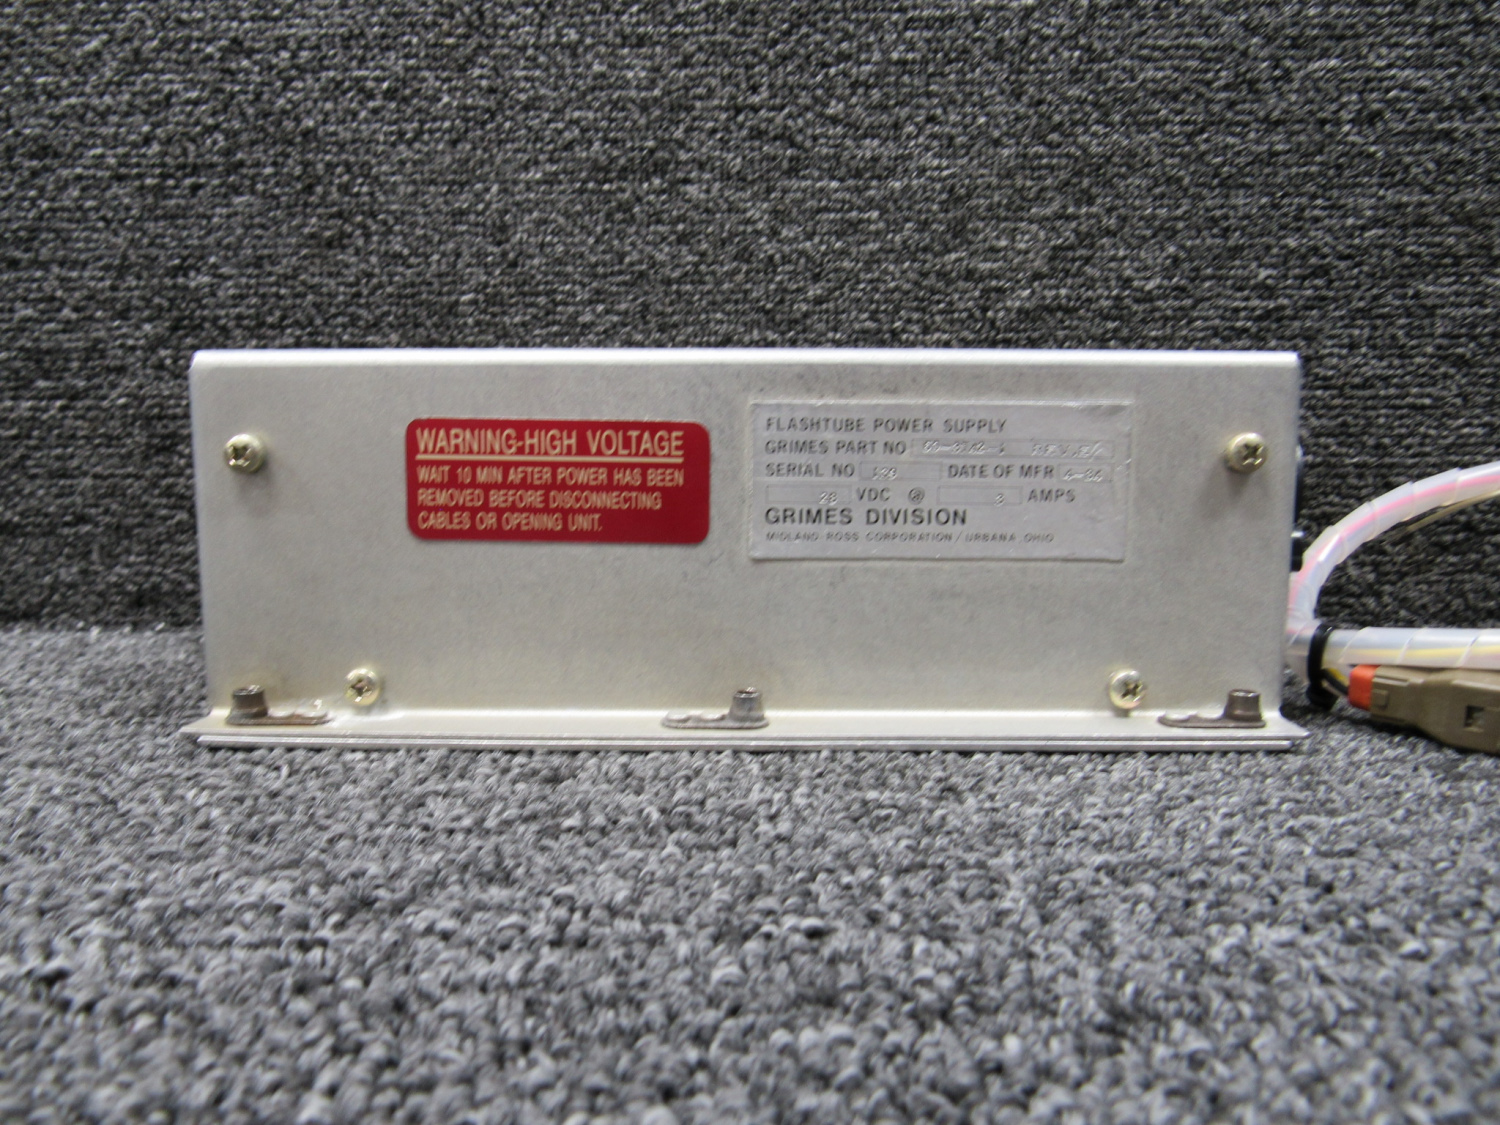 WARNING-HIGH VOLTAGE
WAIT 10 MIN AFTER POWER HAS BEEN
REMOVED BEFORE DISCONNECTING
CABLES OR OPENING UNIT.
FLASHTUBE POWER SUPPLY
GRIMES PART NO
SERIAL NO DATE OF MFR
28 VDC @ 3 AMPS
GRIMES DIVISION
MIDLAND ROSS CORPORATION/URBANA OHIO